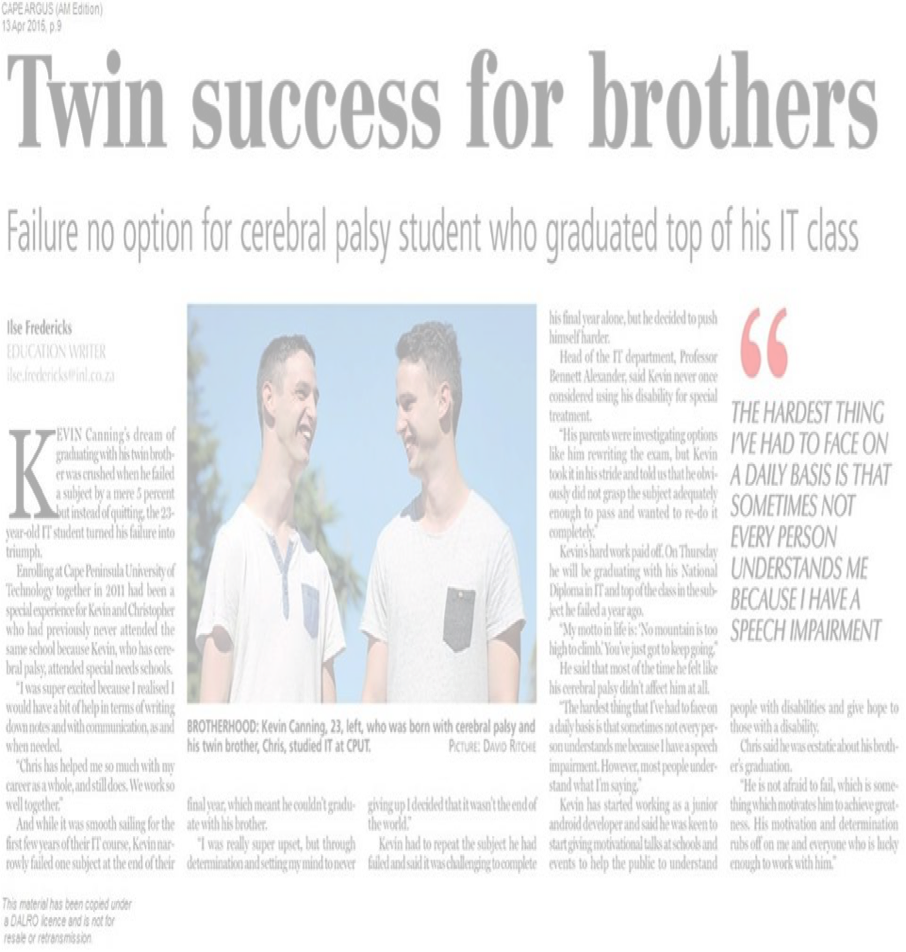 CAPE ARGUS (AM Edition)
13 Apr 2015, p.9
Twin success for brothers
Failure no option for cerebral palsy student who graduated top of his IT class
Ilse Fredericks
EDUCATION WRITER
ilse.fredericks@inl.co.za
KEVIN Canning's dream of
graduating with his twin broth-
er was crushed when he failed
a subject by a mere 5 percent
but instead of quitting, the 23-
year-old IT student turned his failure into
triumph.
Enrolling at Cape Peninsula University of
Technology together in 2011 had been a
special experience for Kevin and Christopher
who had previously never attended the
same school because Kevin, who has cere-
bral palsy, attended special needs schools.
"I was super excited because I realised I
would have a bit of help in terms of writing
down notes and with communication, as and
when needed.
"Chris has helped me so much with my
career as a whole, and still does. We work so
well together."
And while it was smooth sailing for the
first few years of their IT course, Kevin nar-
rowly failed one subject at the end of their
BROTHERHOOD: Kevin Canning, 23, left, who was born with cerebral palsy and
his twin brother, Chris, studied IT at CPUT.
PICTURE: DAVID RITCHIE
final year, which meant he couldn't gradu-
ate with his brother.
"I was really super upset, but through
determination and setting my mind to never
giving up I decided that it wasn't the end of
the world."
Kevin had to repeat the subject he had
failed and said it was challenging to complete
his final year alone, but he decided to push
himself harder.
Head of the IT department, Professor
Bennett Alexander, said Kevin never once
considered using his disability for special
treatment.
"His parents were investigating options
like him rewriting the exam, but Kevin
took it in his stride and told us that he obvi-
ously did not grasp the subject adequately
enough to pass and wanted to re-do it
completely."
Kevin's hard work paid off. On Thursday
he will be graduating with his National
Diploma in IT and top of the class in the sub-
ject he failed a year ago.
"My motto in life is: 'No mountain is too
high to climb. You've just got to keep going,"
He said that most of the time he felt like
his cerebral palsy didn't affect him at all.
"The hardest thing that I've had to face on
a daily basis is that sometimes not every per-
son understands me because I have a speech
impairment. However, most people under-
stand what I'm saying."
Kevin has started working as a junior
android developer and said he was keen to
start giving motivational talks at schools and
events to help the public to understand
THE HARDEST THING
I'VE HAD TO FACE ON
A DAILY BASIS IS THAT
SOMETIMES NOT
EVERY PERSON
UNDERSTANDS ME
BECAUSE I HAVE A
SPEECH IMPAIRMENT
people with disabilities and give hope to
those with a disability.
Chris said he was ecstatic about his broth-
er's graduation.
"He is not afraid to fail, which is some-
thing which motivates him to achieve great-
ness. His motivation and determination
rubs off on me and everyone who is lucky
enough to work with him."
This material has been copied under
a DALRO licence and is not for
resale or retransmission